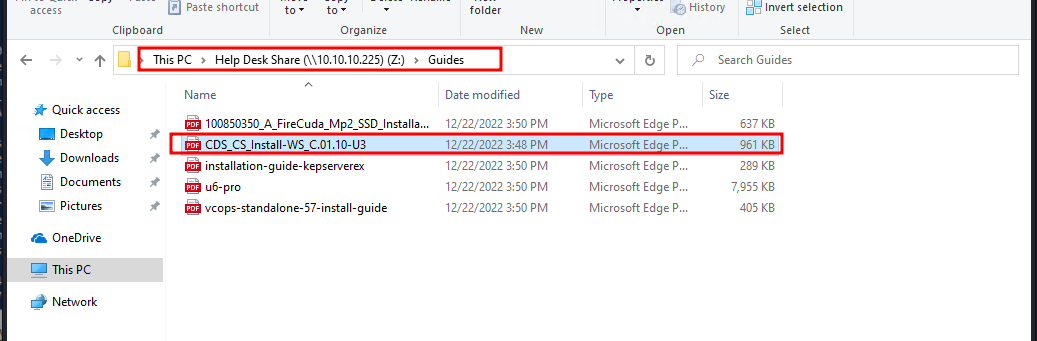 access
Paste shortcut
to
to
folder
History
Insert selection
Clipboard
Organize
New
Open
Select
This PC > Help Desk Share (\\10.10.10.225) (Z:) > Guides
Search Guides
Name Date modified Type Size
Quick access
Desktop
Downloads
Documents
Pictures
OneDrive
This PC
Network
100850350_A_FireCuda_Mp2_SSD_Installa... 12/22/2022 3:50 PM Microsoft Edge P... 637 KB
CDS_CS_Install-WS_C.01.10-U3 12/22/2022 3:48 PM Microsoft Edge P... 961 KB
installation-guide-kepserverex 12/22/2022 3:50 PM Microsoft Edge P... 289 KB
u6-pro 12/22/2022 3:50 PM Microsoft Edge P... 7,955 KB
vcops-standalone-57-install-guide 12/22/2022 3:50 PM Microsoft Edge P... 405 KB